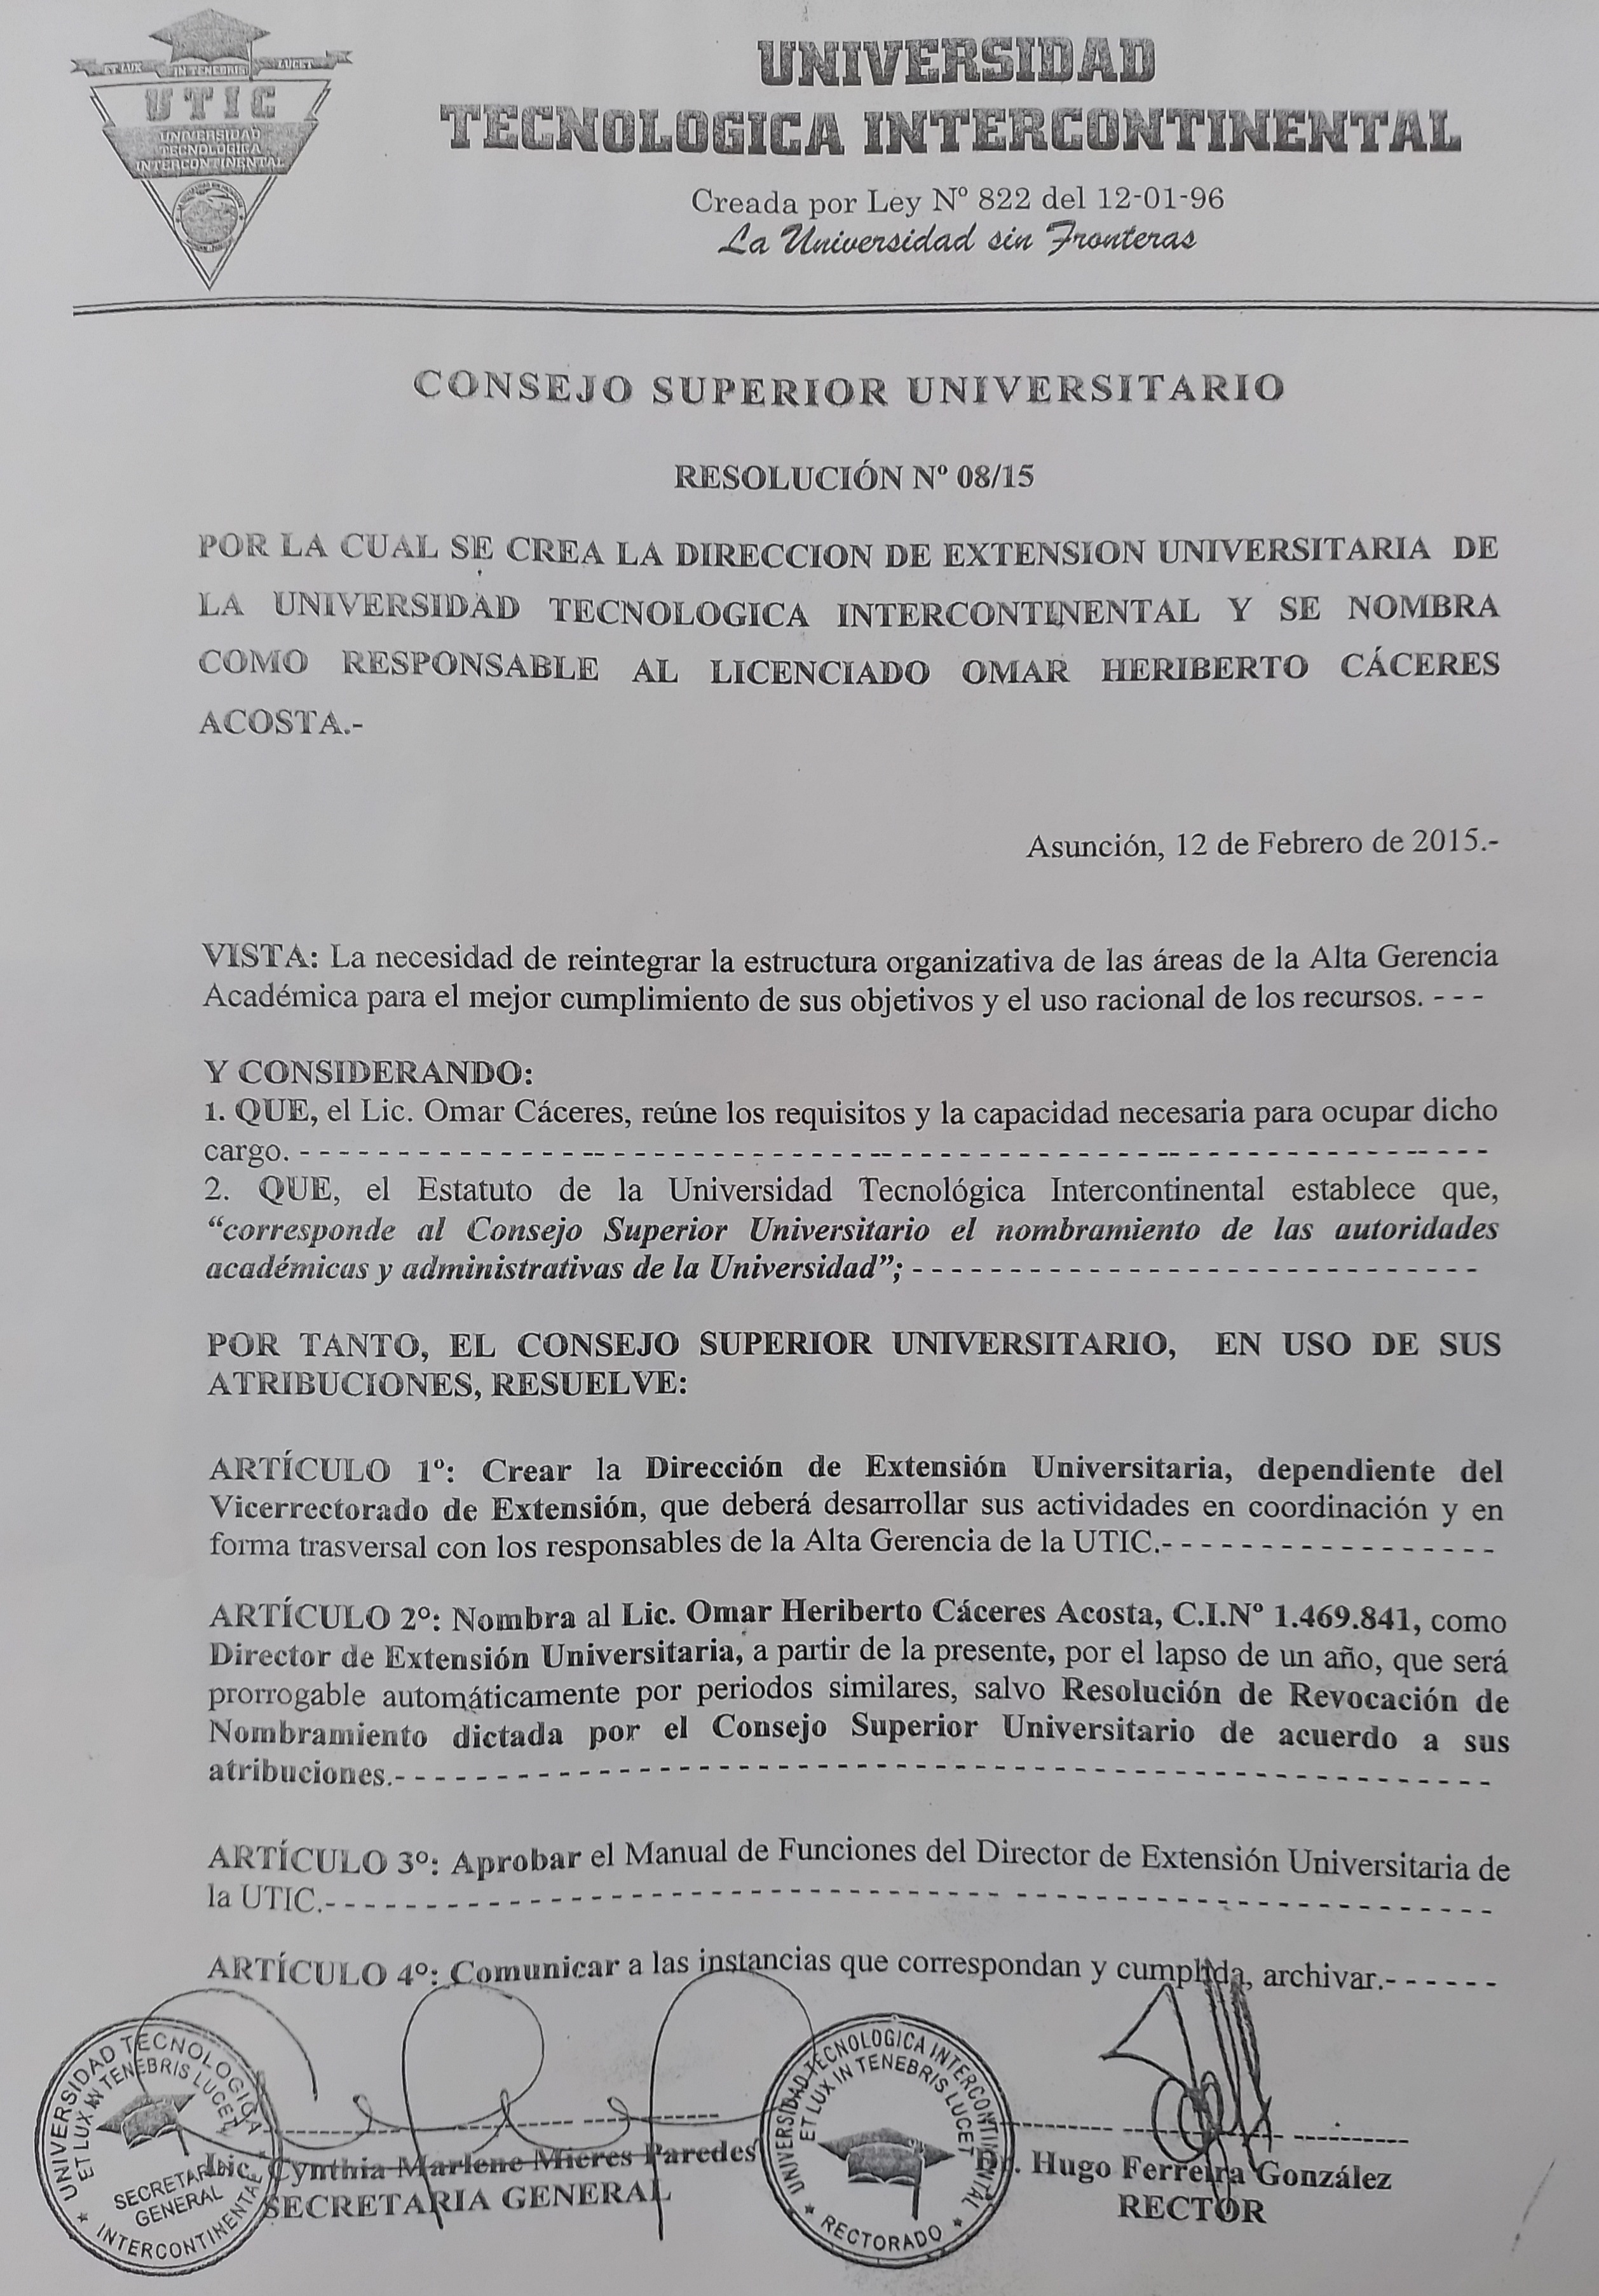 ET LUX IN TENEBRIS LUCET
UTIC
UNIVERSIDAD
TECNOLOGICA
INTERCONTINENTAL
UNIVERSIDAD
TECNOLOGICA INTERCONTINENTAL
Creada por Ley Nº 822 del 12-01-96
La Universidad sin Fronteras
CONSEJO SUPERIOR UNIVERSITARIO
RESOLUCIÓN Nº 08/15
POR LA CUAL SE CREA LA DIRECCION DE EXTENSION UNIVERSITARIA DE
LA UNIVERSIDAD TECNOLOGICA INTERCONTINENTAL Y SE NOMBRA
COMO RESPONSABLE AL LICENCIADO OMAR HERIBERTO CÁCERES
ACOSTA.-
Asunción, 12 de Febrero de 2015.-
VISTA: La necesidad de reintegrar la estructura organizativa de las áreas de la Alta Gerencia
Académica para el mejor cumplimiento de sus objetivos y el uso racional de los recursos. - - -
Y CONSIDERANDO:
1. QUE, el Lic. Omar Cáceres, reúne los requisitos y la capacidad necesaria para ocupar dicho
cargo. - - - - - - - - - - - - - - - - - - - - - - - - - - - - - - - - - - - - - - - - - - - - - - - - - - - - - - - - - -
2. QUE, el Estatuto de la Universidad Tecnológica Intercontinental establece que,
“corresponde al Consejo Superior Universitario el nombramiento de las autoridades
académicas y administrativas de la Universidad”; - - - - - - - - - - - - - - - - - - - - - - - - - - - - -
POR TANTO, EL CONSEJO SUPERIOR UNIVERSITARIO, EN USO DE SUS
ATRIBUCIONES, RESUELVE:
ARTÍCULO 1º: Crear la Dirección de Extensión Universitaria, dependiente del
Vicerrectorado de Extensión, que deberá desarrollar sus actividades en coordinación y en
forma trasversal con los responsables de la Alta Gerencia de la UTIC.- - - - - - - - - - - - - - - - - -
ARTÍCULO 2º: Nombra al Lic. Omar Heriberto Cáceres Acosta, C.I.Nº 1.469.841, como
Director de Extensión Universitaria, a partir de la presente, por el lapso de un año, que será
prorrogable automáticamente por periodos similares, salvo Resolución de Revocación de
Nombramiento dictada por el Consejo Superior Universitario de acuerdo a sus
atribuciones.- - - - - - - - - - - - - - - - - - - - - - - - - - - - - - - - - - - - - - - - - - - - - - - - - - - - - -
ARTÍCULO 3º: Aprobar el Manual de Funciones del Director de Extensión Universitaria de
la UTIC.- - - - - - - - - - - - - - - - - - - - - - - - - - - - - - - - - - - - - - - - - - - - - - - - - - - - - - - - -
ARTÍCULO 4º: Comunicar a las instancias que correspondan y cumplida, archivar.- - - - - -
UNIVERSIDAD TECNOLOGICA INTERCONTINENTAL
ET LUX IN TENEBRIS LUCET
SECRETARIA
GENERAL
Lic. Cynthia Marlene Mieres Paredes
SECRETARIA GENERAL
UNIVERSIDAD TECNOLOGICA INTERCONTINENTAL
ET LUX IN TENEBRIS LUCET
RECTORADO
Dr. Hugo Ferreira González
RECTOR